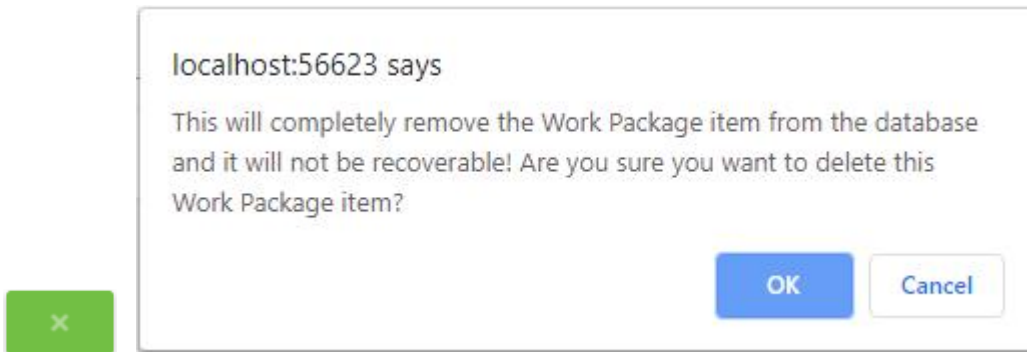 localhost:56623 says
This will completely remove the Work Package item from the database
and it will not be recoverable! Are you sure you want to delete this
Work Package item?
OK
Cancel
×